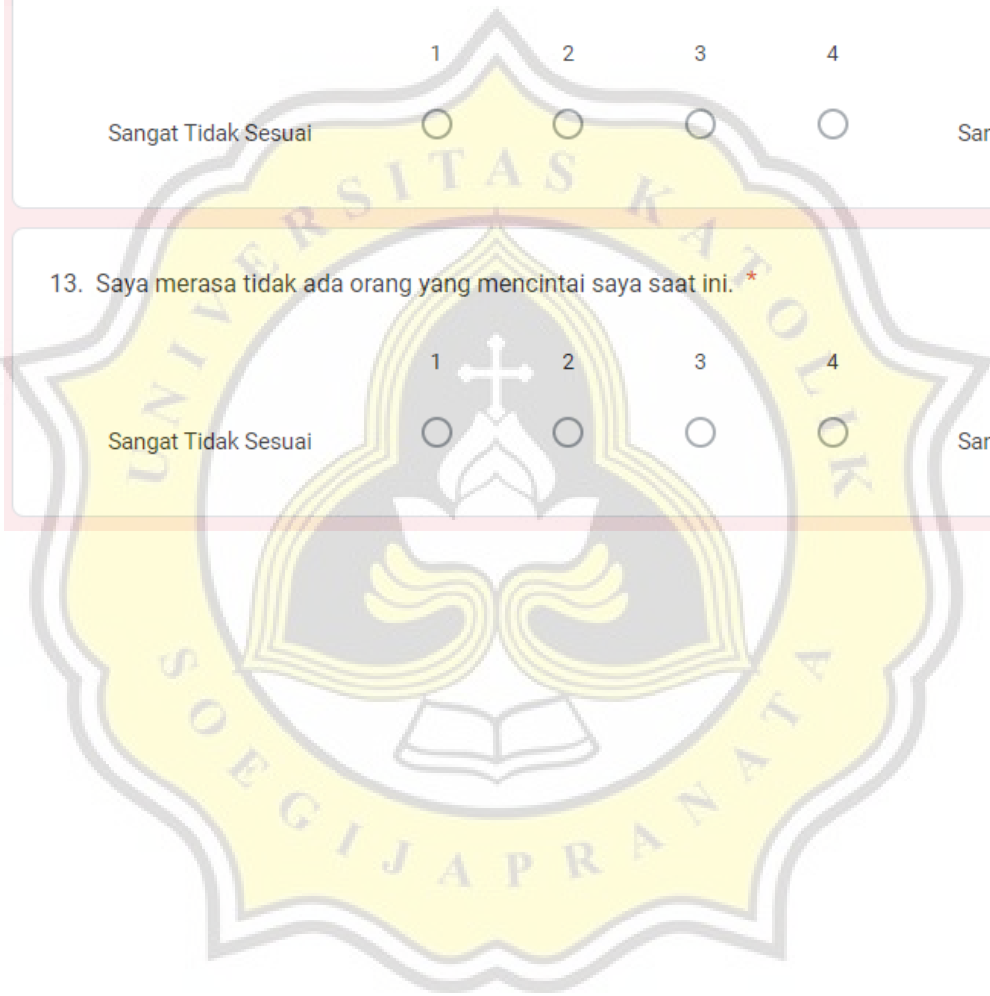 1 2 3 4
Sangat Tidak Sesuai
13. Saya merasa tidak ada orang yang mencintai saya saat ini. *
1 2 3 4
Sangat Tidak Sesuai
UNIVERSITAS KATOLIK
SOEGIJAPRANATA